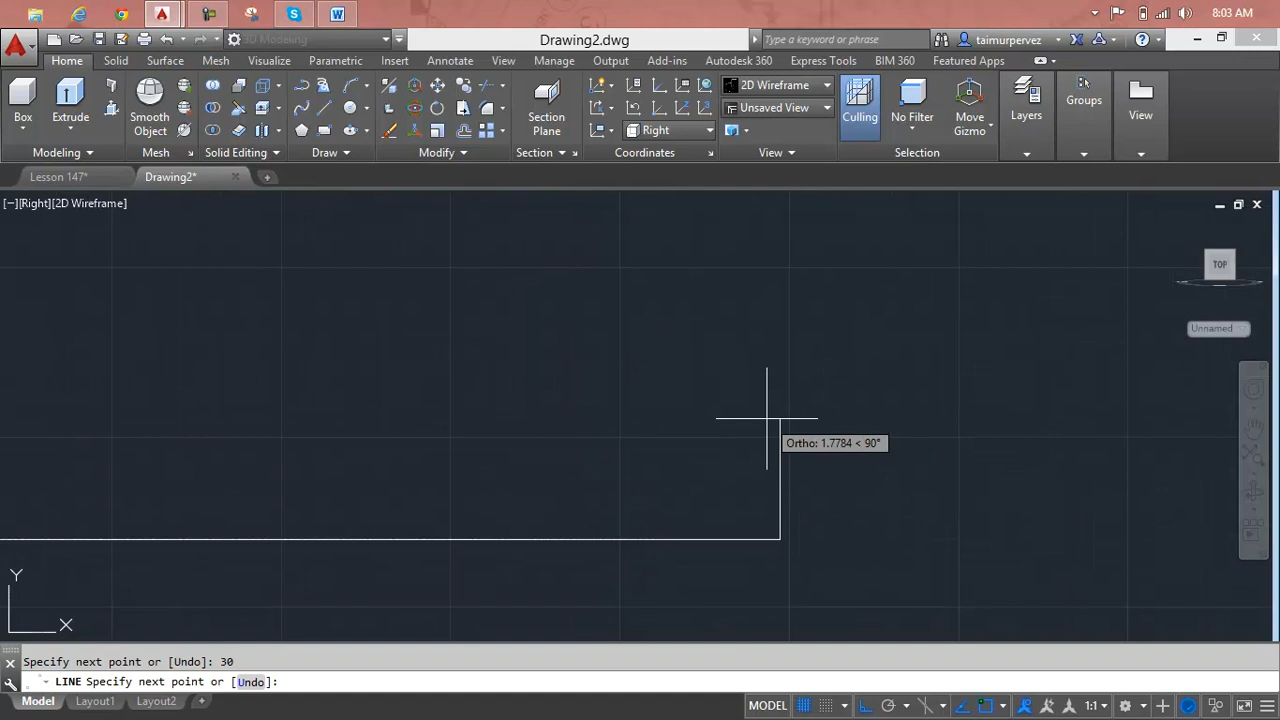 8:03 AM
3D Modeling
Drawing2.dwg
Type a keyword or phrase
taimurpervez
Home Solid Surface Mesh Visualize Parametric Insert Annotate View Manage Output Add-ins Autodesk 360 Express Tools BIM 360 Featured Apps
2D Wireframe
Unsaved View
Right
Box
Extrude
Smooth
Object
Section
Plane
Culling
No Filter
Move
Gizmo
Layers
Groups
View
Modeling Mesh Solid Editing Draw Modify Section Coordinates View Selection
Lesson 147* Drawing2*
[−][Right][2D Wireframe]
TOP
Unnamed
Ortho: 1.7784 < 90°
Y
X
Specify next point or [Undo]: 30
LINE Specify next point or [Undo]:
Model Layout1 Layout2 +
MODEL 1:1